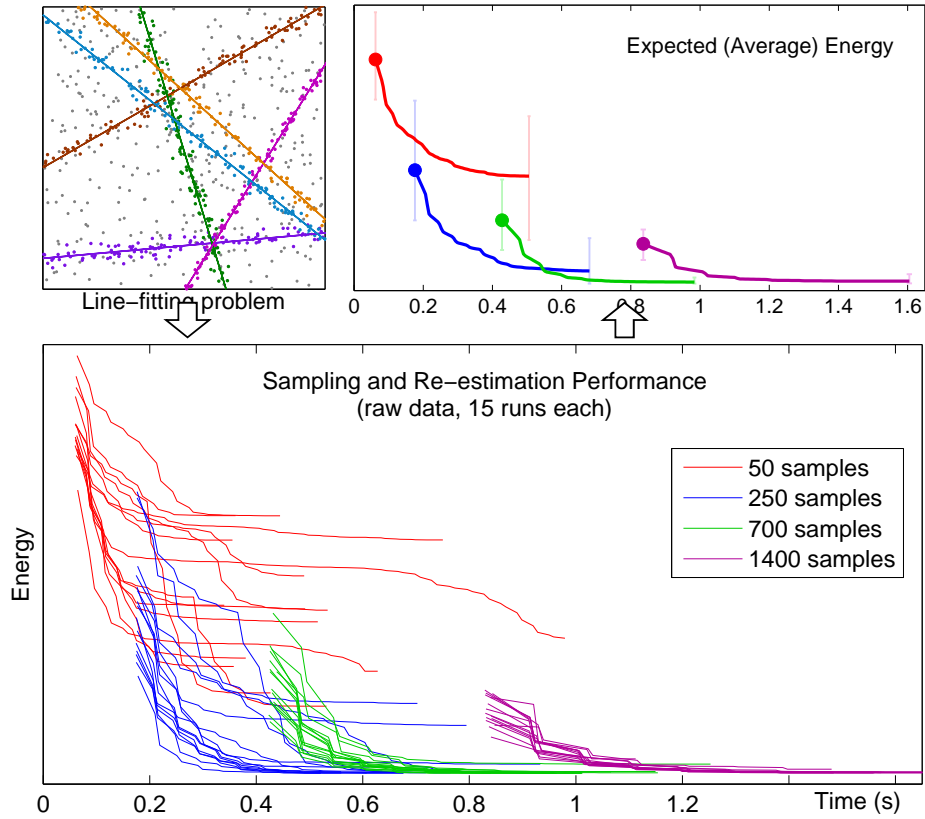 Expected (Average) Energy
0 0.2 0.4 0.6 0.8 1 1.2 1.4 1.6
Line−fitting problem
Sampling and Re−estimation Performance
(raw data, 15 runs each)
50 samples
250 samples
700 samples
1400 samples
Energy
0 0.2 0.4 0.6 0.8 1 1.2 Time (s)